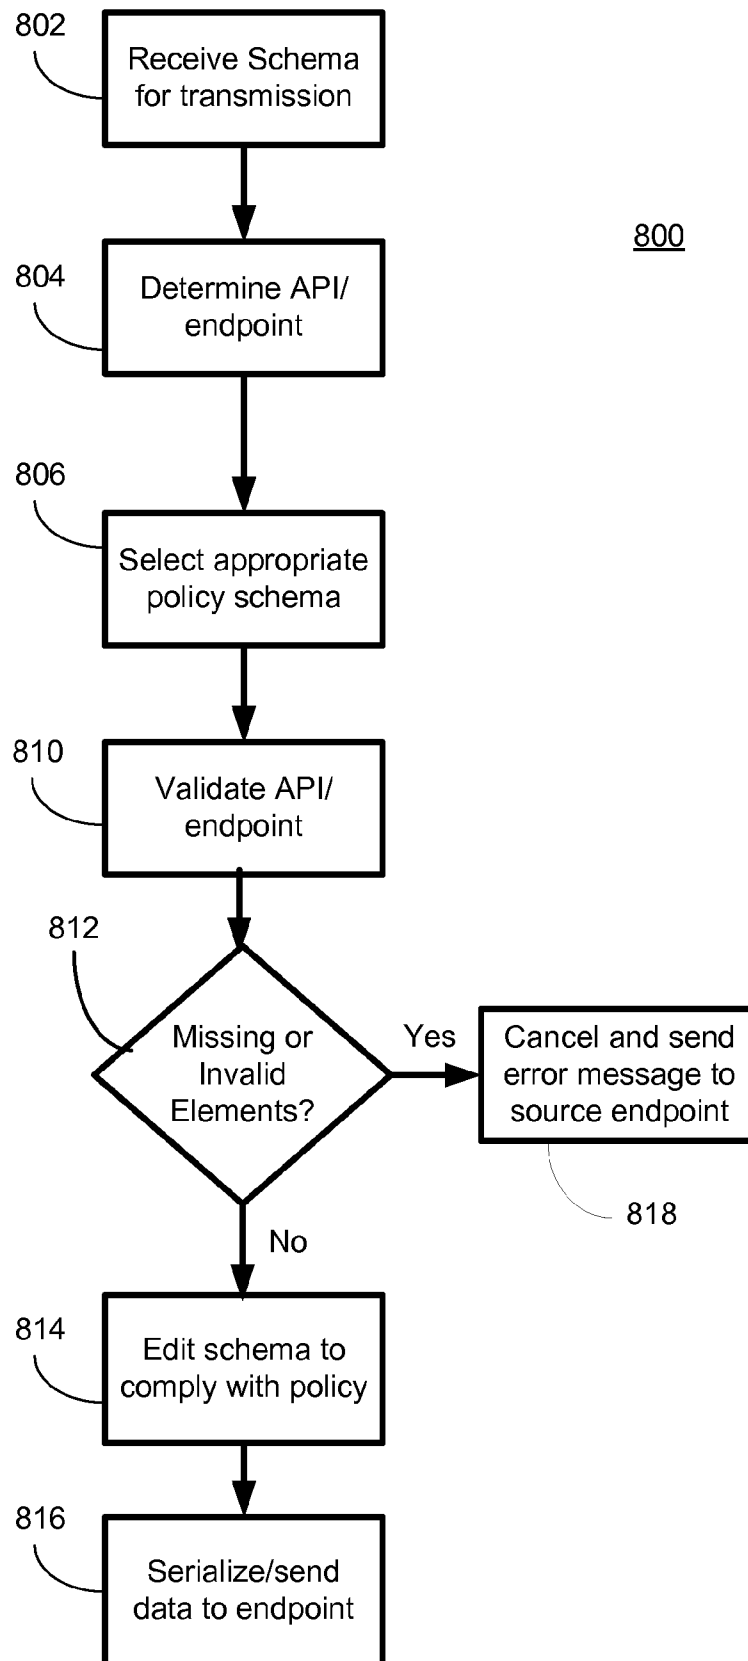 802
Receive Schema
for transmission
800
804
Determine API/
endpoint
806
Select appropriate
policy schema
810
Validate API/
endpoint
812
Missing or
Invalid
Elements?
Yes
Cancel and send
error message to
source endpoint
818
No
814
Edit schema to
comply with policy
816
Serialize/send
data to endpoint